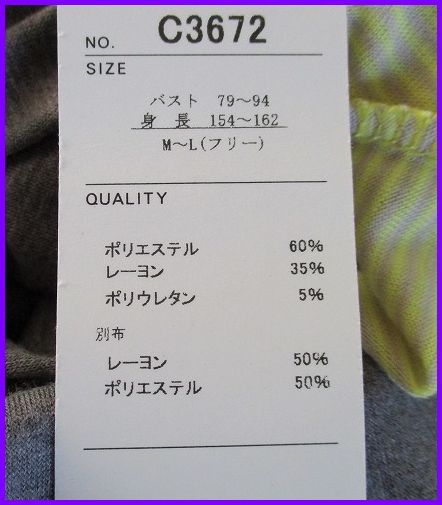 NO. C3672
SIZE
バスト 79～94
身 長 154～162
M～L(フリー)
QUALITY
ポリエステル 60%
レーヨン 35%
ポリウレタン 5%
別布
レーヨン 50%
ポリエステル 50%